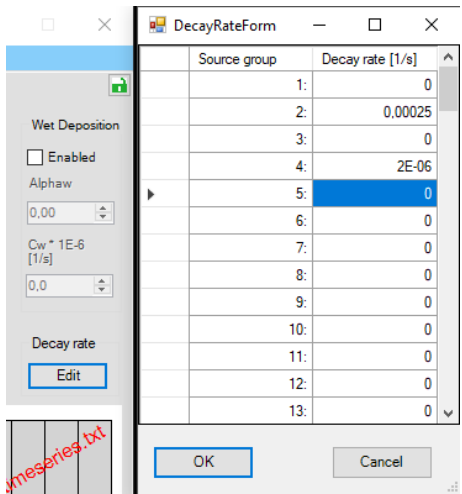 Wet Deposition
Enabled
Alphaw
0,00
Cw * 1E-6
[1/s]
0,0
Decay rate
Edit
DecayRateForm
Source group Decay rate [1/s]
1: 0
2: 0,00025
3: 0
4: 2E-06
5: 0
6: 0
7: 0
8: 0
9: 0
10: 0
11: 0
12: 0
13: 0
OK Cancel